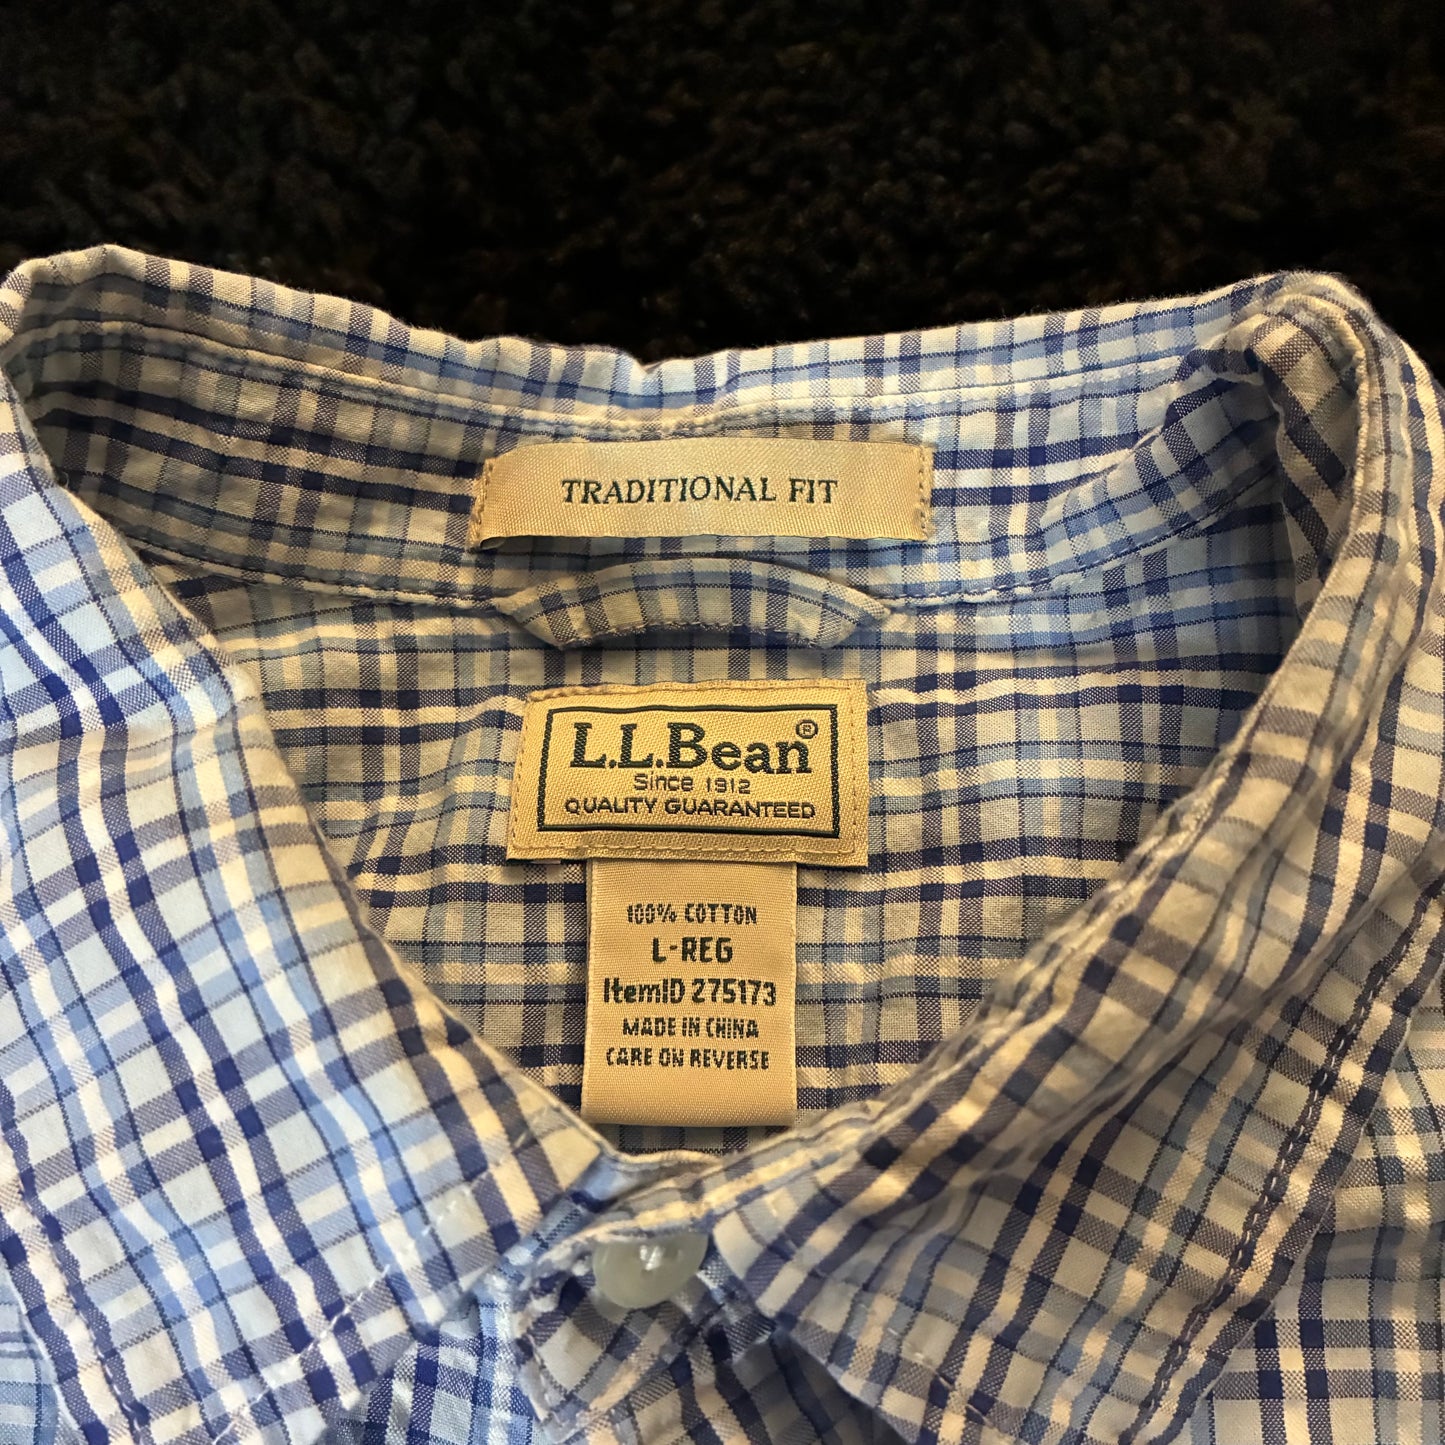 TRADITIONAL FIT
L.L.Bean®
Since 1912
QUALITY GUARANTEED
100% COTTON
L-REG
ItemID 275173
MADE IN CHINA
CARE ON REVERSE